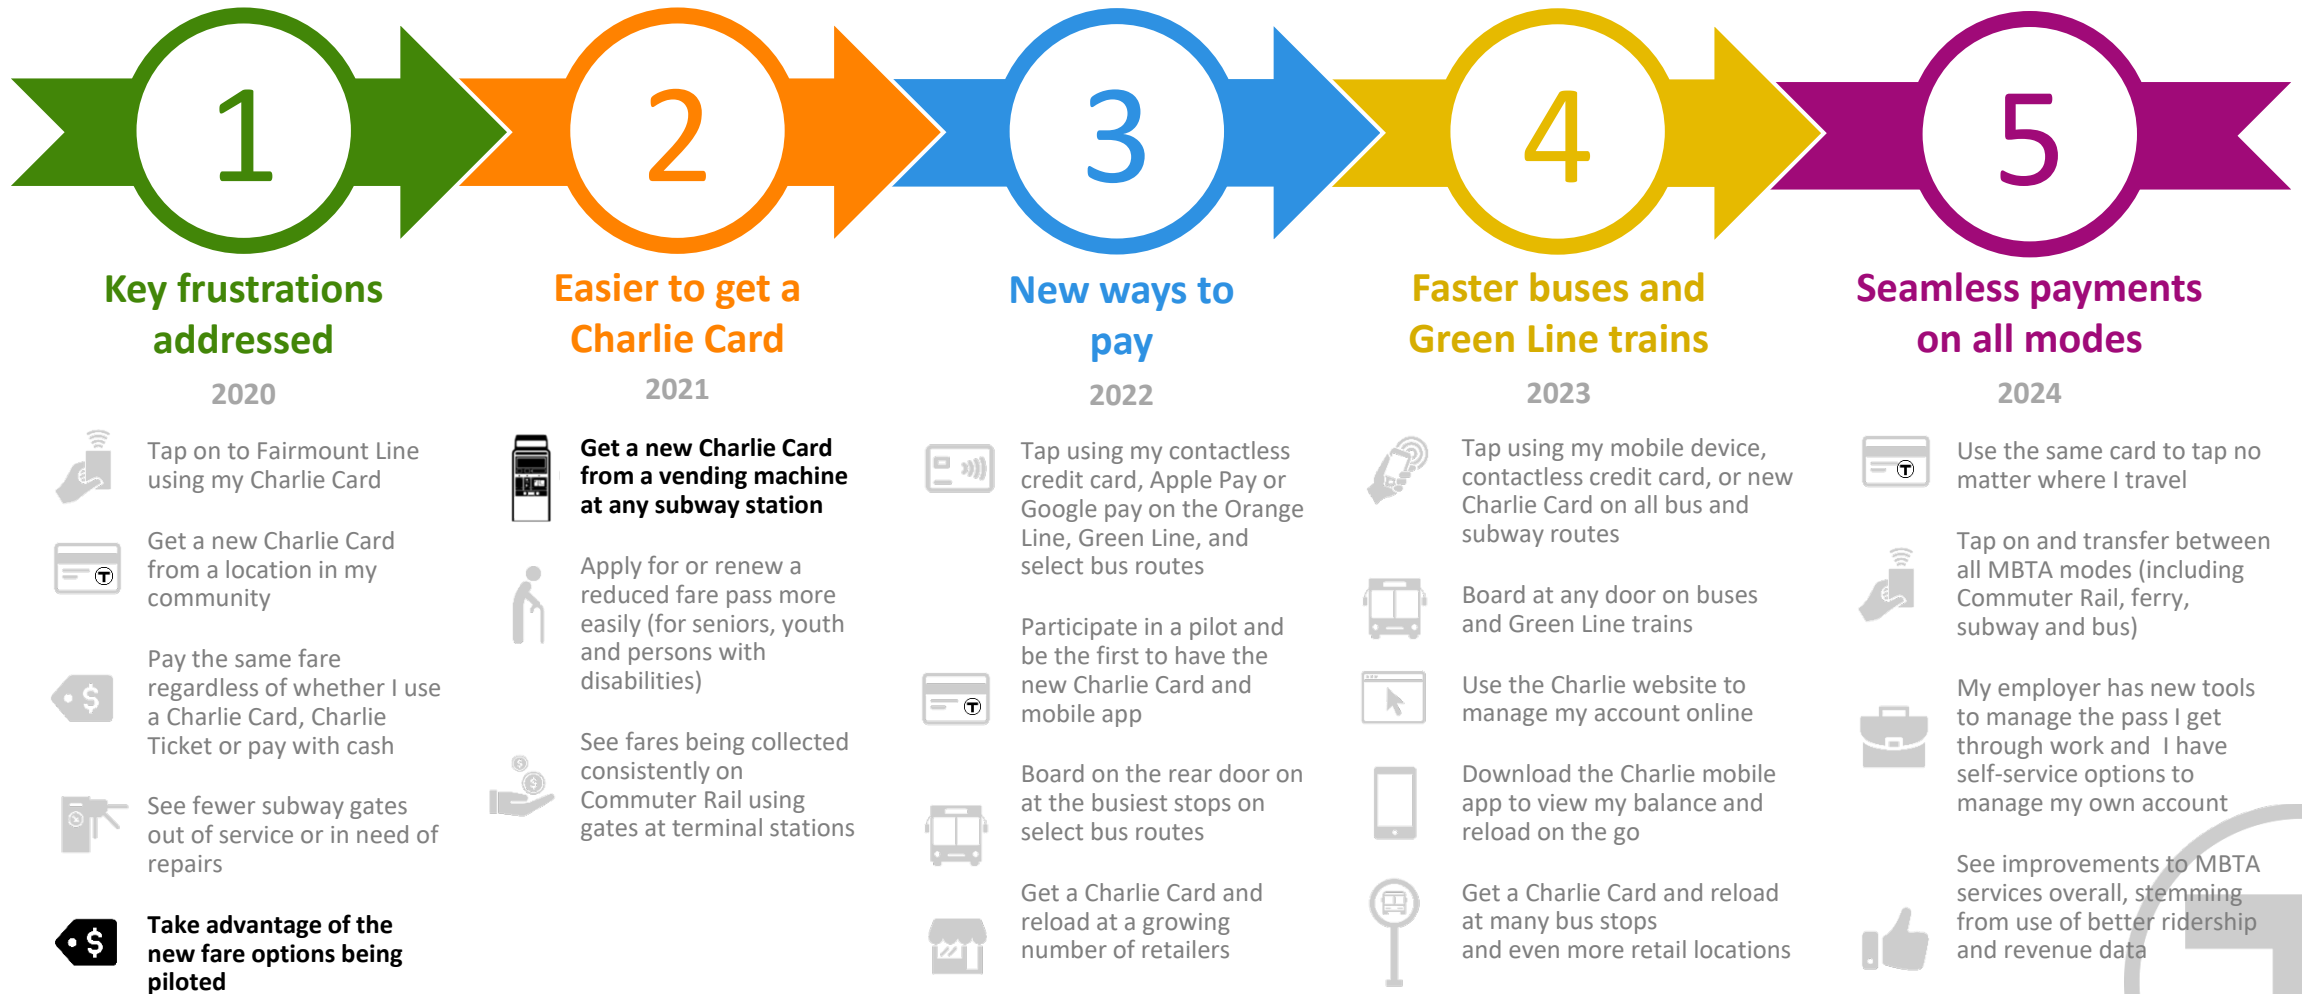 1
2
3
4
5
Key frustrations
addressed
2020
Tap on to Fairmount Line
using my Charlie Card
Get a new Charlie Card
from a location in my
community
Pay the same fare
regardless of whether I use
a Charlie Card, Charlie
Ticket or pay with cash
See fewer subway gates
out of service or in need of
repairs
Take advantage of the
new fare options being
piloted
Easier to get a
Charlie Card
2021
Get a new Charlie Card
from a vending machine
at any subway station
Apply for or renew a
reduced fare pass more
easily (for seniors, youth
and persons with
disabilities)
See fares being collected
consistently on
Commuter Rail using
gates at terminal stations
New ways to
pay
2022
Tap using my contactless
credit card, Apple Pay or
Google pay on the Orange
Line, Green Line, and
select bus routes
Participate in a pilot and
be the first to have the
new Charlie Card and
mobile app
Board on the rear door on
at the busiest stops on
select bus routes
Get a Charlie Card and
reload at a growing
number of retailers
Faster buses and
Green Line trains
2023
Tap using my mobile device,
contactless credit card, or new
Charlie Card on all bus and
subway routes
Board at any door on buses
and Green Line trains
Use the Charlie website to
manage my account online
Download the Charlie mobile
app to view my balance and
reload on the go
Get a Charlie Card and reload
at many bus stops
and even more retail locations
Seamless payments
on all modes
2024
Use the same card to tap no
matter where I travel
Tap on and transfer between
all MBTA modes (including
Commuter Rail, ferry,
subway and bus)
My employer has new tools
to manage the pass I get
through work and  I have
self-service options to
manage my own account
See improvements to MBTA
services overall, stemming
from use of better ridership
and revenue data
$
$
$
$
T
T
T